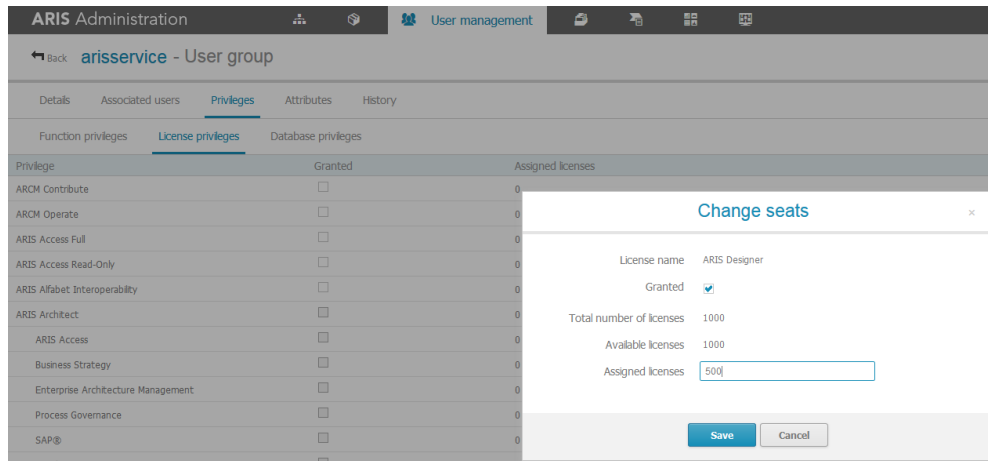 ARIS Administration User management
Back arisservice - User group
Details Associated users Privileges Attributes History
Function privileges License privileges Database privileges
Privilege Granted Assigned licenses
ARCM Contribute 0
ARCM Operate 0
ARIS Access Full 0
ARIS Access Read-Only 0
ARIS Alfabet Interoperability 0
ARIS Architect 0
ARIS Access 0
Business Strategy 0
Enterprise Architecture Management 0
Process Governance 0
SAP® 0
Change seats ×
License name ARIS Designer
Granted
Total number of licenses 1000
Available licenses 1000
Assigned licenses 500
Save Cancel